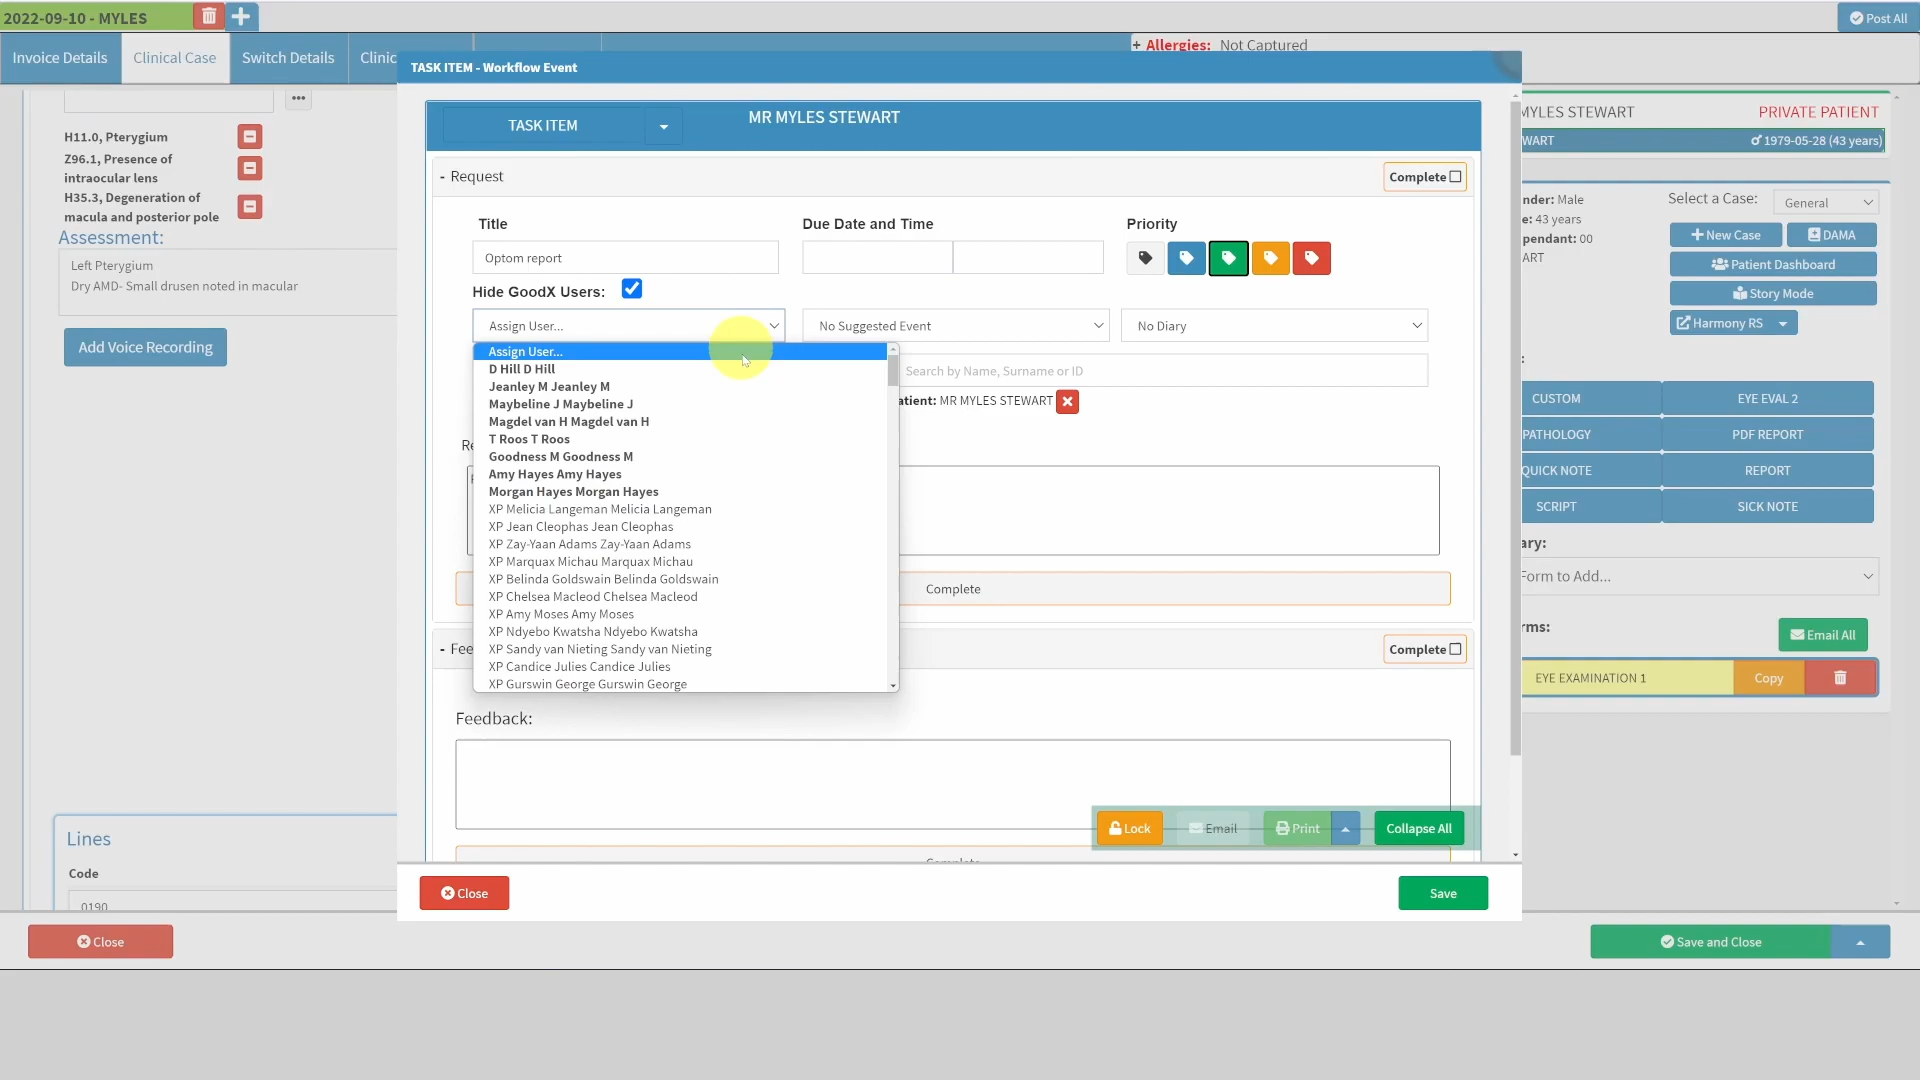 2022-09-10 - MYLES
Post All
Invoice Details
Clinical Case
Switch Details
Clinic
+ Allergies: Not Captured
TASK ITEM - Workflow Event
TASK ITEM
MR MYLES STEWART
MYLES STEWART
PRIVATE PATIENT
WART
1979-05-28 (43 years)
H11.0, Pterygium
Z96.1, Presence of
intraocular lens
H35.3, Degeneration of
macula and posterior pole
Assessment:
Left Pterygium
Dry AMD- Small drusen noted in macular
Add Voice Recording
Lines
Code
0190
- Request
Complete
Title
Due Date and Time
Priority
Optom report
Hide GoodX Users:
Assign User...
No Suggested Event
No Diary
Assign User...
D Hill D Hill
Jeanley M Jeanley M
Maybeline J Maybeline J
Magdel van H Magdel van H
T Roos T Roos
Goodness M Goodness M
Amy Hayes Amy Hayes
Morgan Hayes Morgan Hayes
XP Melicia Langeman Melicia Langeman
XP Jean Cleophas Jean Cleophas
XP Zay-Yaan Adams Zay-Yaan Adams
XP Marquax Michau Marquax Michau
XP Belinda Goldswain Belinda Goldswain
XP Chelsea Macleod Chelsea Macleod
XP Amy Moses Amy Moses
XP Ndyebo Kwatsha Ndyebo Kwatsha
XP Sandy van Nieting Sandy van Nieting
XP Candice Julies Candice Julies
XP Gurswin George Gurswin George
Search by Name, Surname or ID
atient: MR MYLES STEWART
Re
Complete
- Fee
Complete
Feedback:
Lock
Email
Print
Collapse All
Close
Save
nder: Male
e: 43 years
pendant: 00
ART
Select a Case:
General
New Case
DAMA
Patient Dashboard
Story Mode
Harmony RS
CUSTOM
EYE EVAL 2
PATHOLOGY
PDF REPORT
QUICK NOTE
REPORT
SCRIPT
SICK NOTE
ary:
Form to Add...
rms:
Email All
EYE EXAMINATION 1
Copy
Close
Save and Close